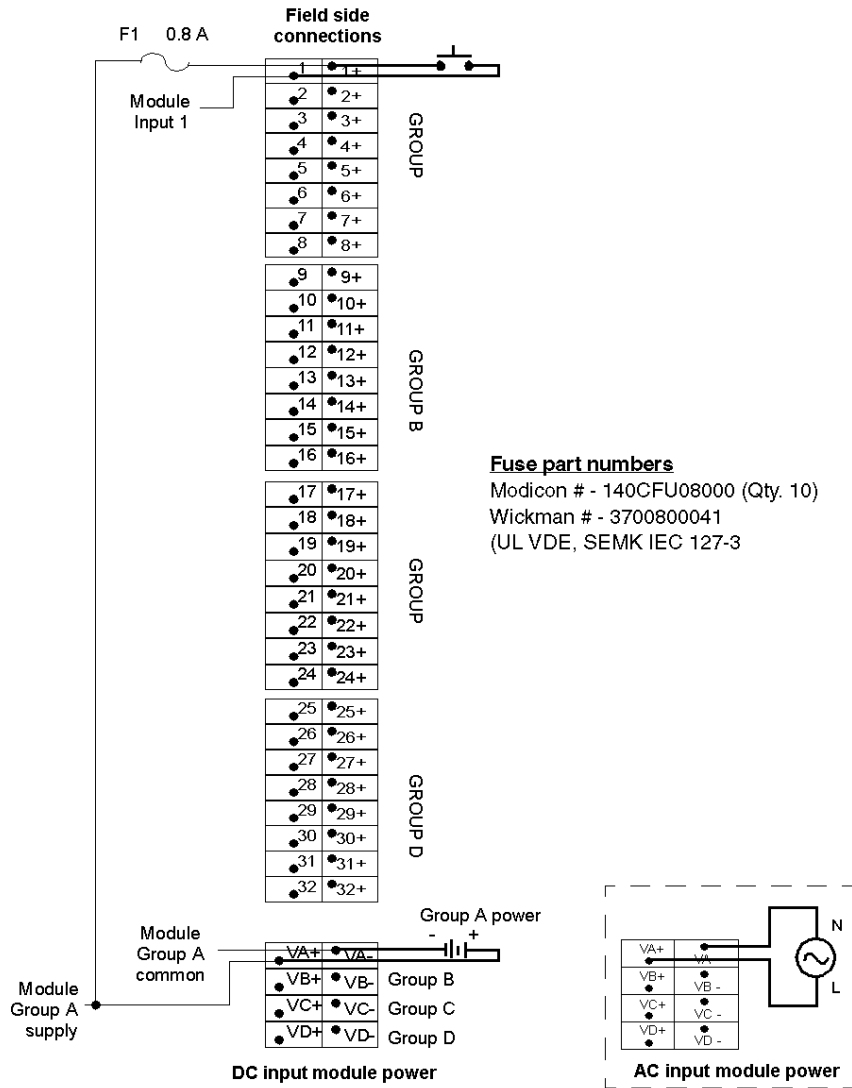 F1 0.8 A
Field side
connections
1 1+
Module
Input 1
2 2+
3 3+
4 4+
5 5+
6 6+
7 7+
8 8+
GROUP
9 9+
10 10+
11 11+
12 12+
13 13+
14 14+
15 15+
16 16+
GROUP B
Fuse part numbers
Modicon # - 140CFU08000 (Qty. 10)
Wickman # - 3700800041
(UL VDE, SEMK IEC 127-3
17 17+
18 18+
19 19+
20 20+
21 21+
22 22+
23 23+
24 24+
GROUP
25 25+
26 26+
27 27+
28 28+
29 29+
30 30+
31 31+
32 32+
GROUP D
Module
Group A
common
Group A power
- +
VA+ VA-
VB+ VB- Group B
VC+ VC- Group C
VD+ VD- Group D
Module
Group A
supply
DC input module power
N
L
VA+ VA
VB+ VB -
VC+ VC -
VD+ VD -
AC input module power